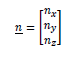 n = [n_x
n_y
n_z]